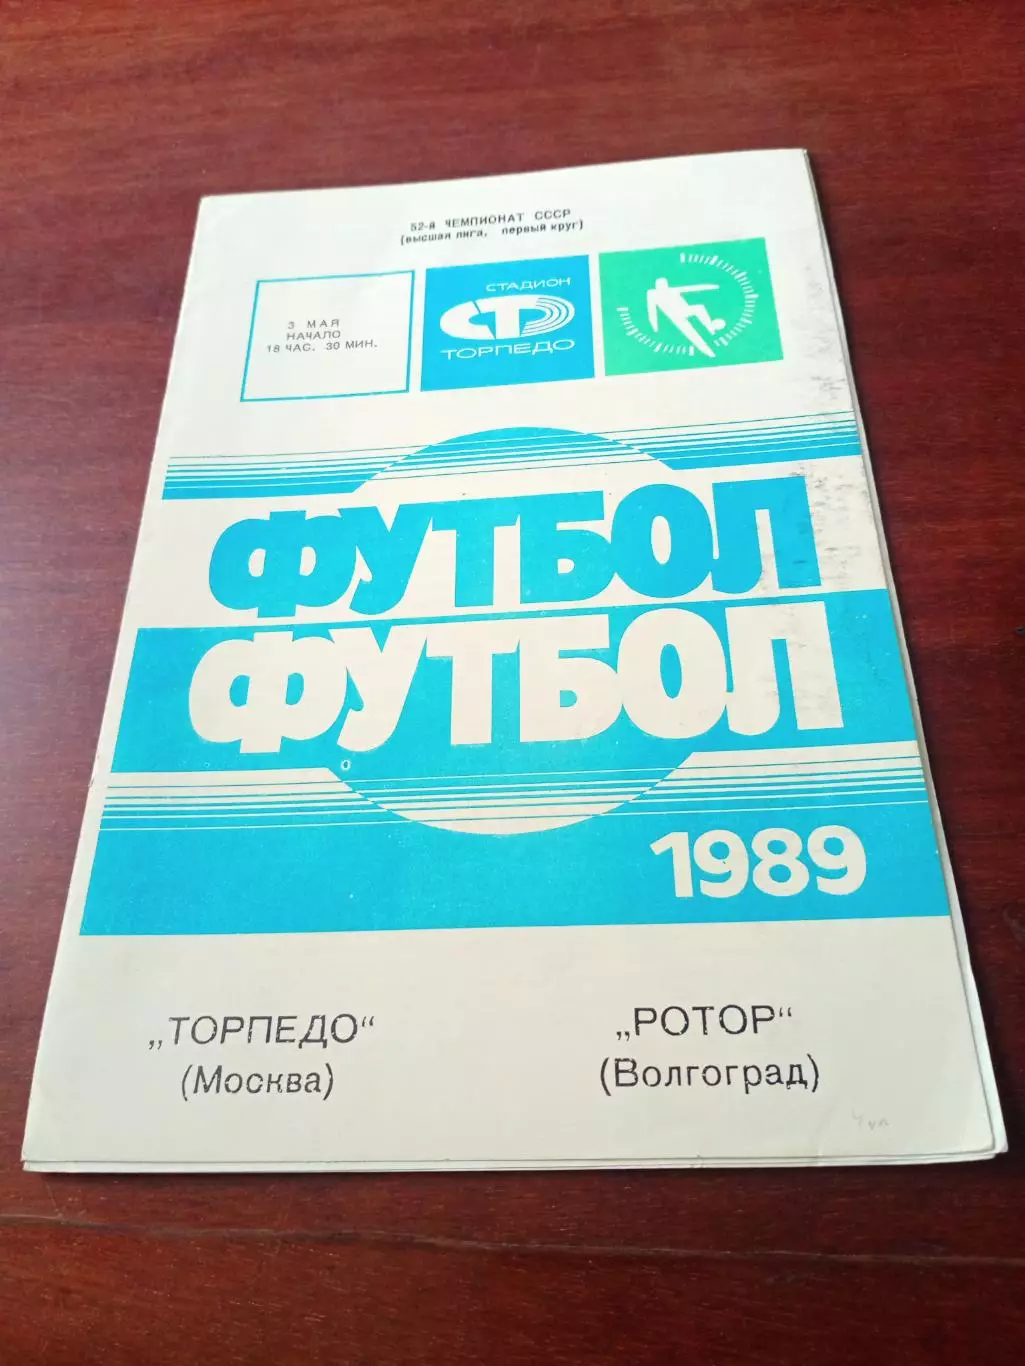 52-й ЧЕМПИОНАТ СССР
(высшая лига, первый круг)
3 МАЯ
НАЧАЛО
18 ЧАС. 30 МИН.
СТАДИОН
ТОРПЕДО
ФУТБОЛ
ФУТБОЛ
1989
„ТОРПЕДО“
(Москва)
„РОТОР“
(Волгоград)